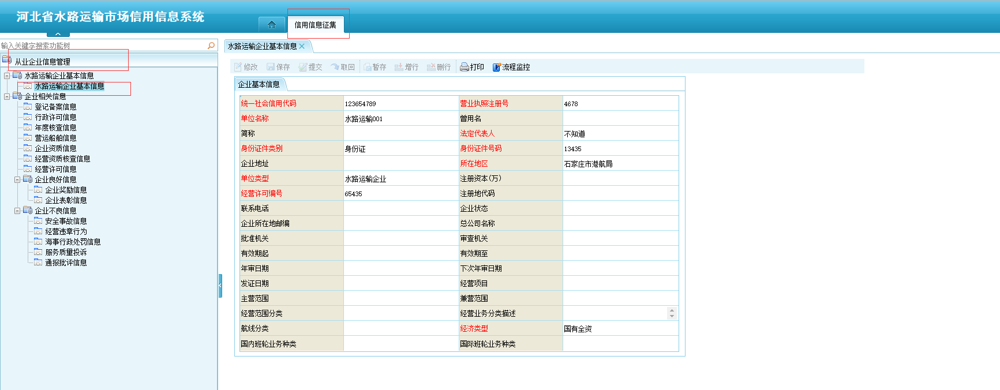 河北省水路运输市场信用信息系统
信用信息征集
输入关键字搜索功能树
从业企业信息管理
水路运输企业基本信息
水路运输企业基本信息
企业相关信息
登记备案信息
行政许可信息
年度核查信息
营运船舶信息
企业资质信息
经营资质核查信息
经营许可信息
企业良好信息
企业奖励信息
企业表彰信息
企业不良信息
安全事故信息
经营违章行为
海事行政处罚信息
服务质量投诉
通报批评信息
水路运输企业基本信息
修改 保存 提交 取回 暂存 增行 删行 打印 流程监控
企业基本信息
统一社会信用代码 123654789 营业执照注册号 4678
单位名称 水路运输001 曾用名
简称 法定代表人 不知道
身份证件类别 身份证 身份证件号码 13435
企业地址 所在地区 石家庄市港航局
单位类型 水路运输企业 注册资本(万)
经营许可编号 65435 注册地代码
联系电话 企业状态
企业所在地邮编 总公司名称
批准机关 审查机关
有效期起 有效期至
年审日期 下次年审日期
发证日期 经营项目
主营范围 兼营范围
经营范围分类 经营业务分类描述
航线分类 经济类型 国有全资
国内班轮业务种类 国际班轮业务种类